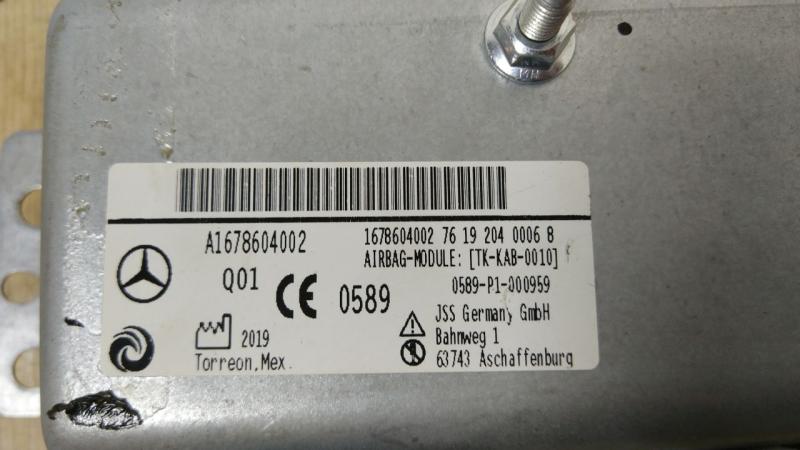 A1678604002
1678604002 76 19 204 0006 8
AIRBAG-MODULE: [TK-KAB-0010]
Q01
CE 0589
0589-P1-000959
2019
Torreon,Mex.
JSS Germany GmbH
Bahnweg 1
63743 Aschaffenburg